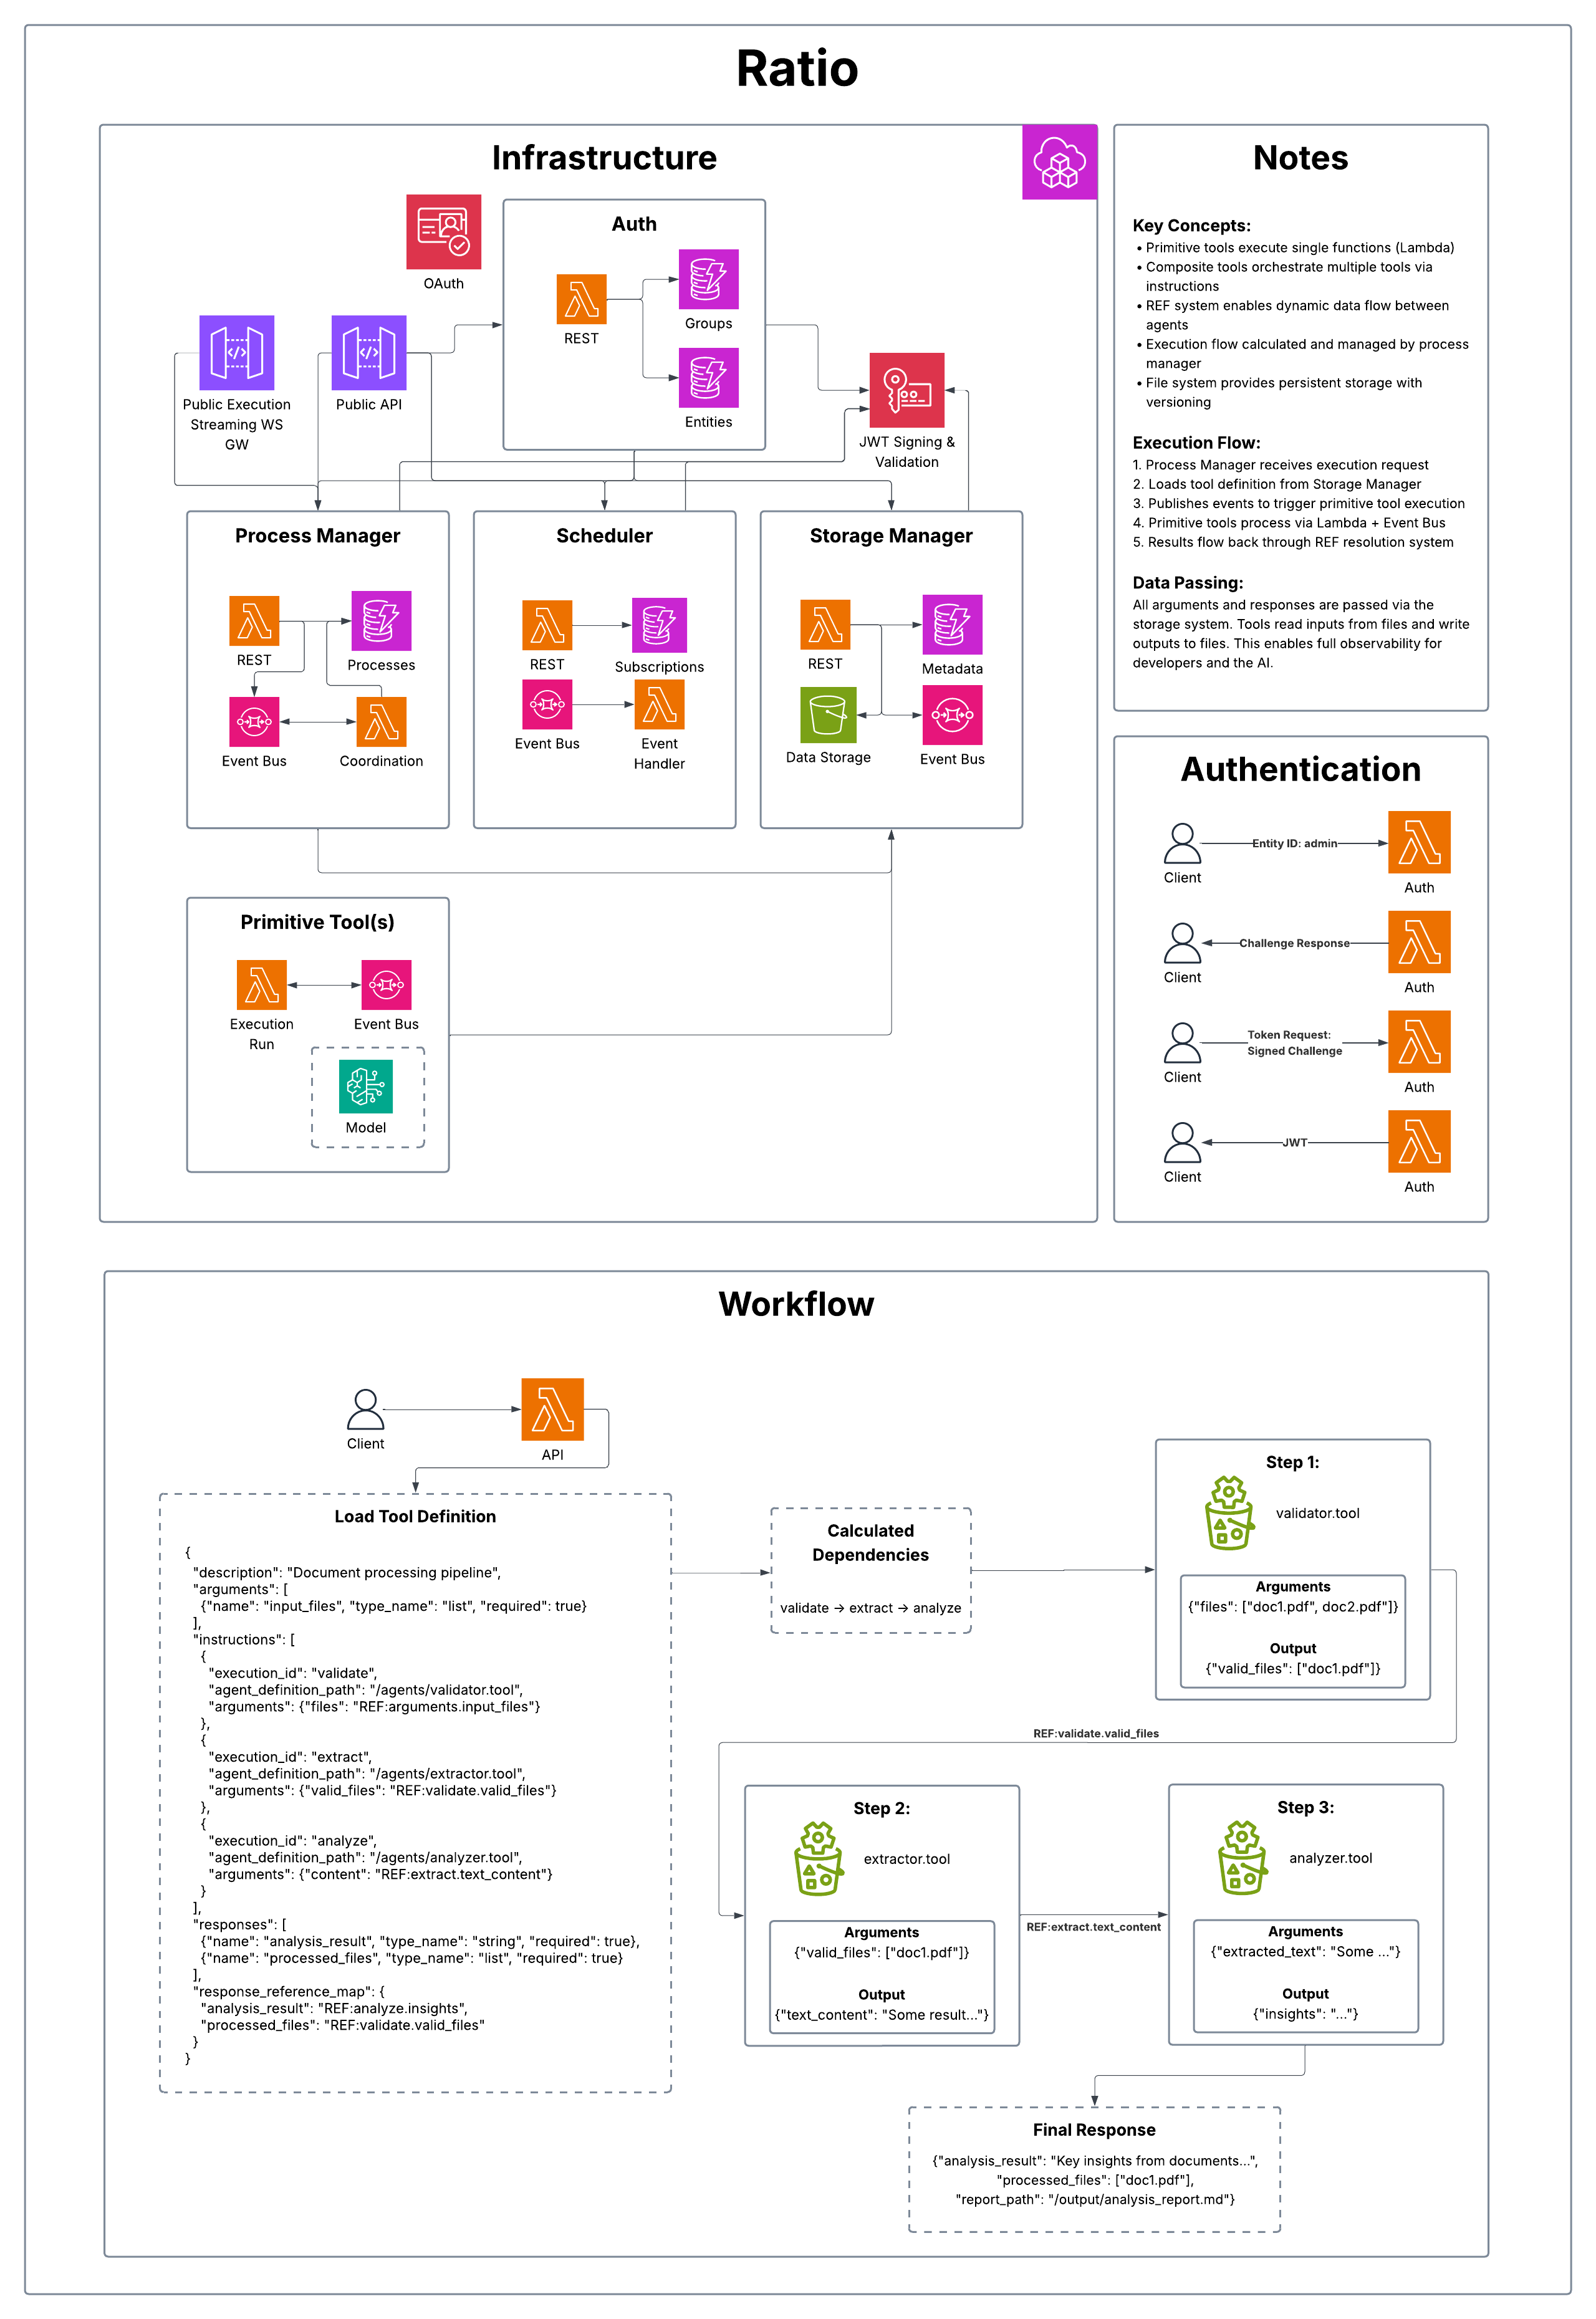 Ratio
Infrastructure
OAuth
Auth
REST
Groups
Entities
Public Execution
Streaming WS
GW
Public API
JWT Signing &
Validation
Process Manager
REST
Processes
Event Bus
Coordination
Scheduler
REST
Subscriptions
Event Bus
Event
Handler
Storage Manager
REST
Metadata
Data Storage
Event Bus
Primitive Tool(s)
Execution
Run
Event Bus
Model
Notes
Key Concepts:
• Primitive tools execute single functions (Lambda)
• Composite tools orchestrate multiple tools via
instructions
• REF system enables dynamic data flow between
agents
• Execution flow calculated and managed by process
manager
• File system provides persistent storage with
versioning
Execution Flow:
1. Process Manager receives execution request
2. Loads tool definition from Storage Manager
3. Publishes events to trigger primitive tool execution
4. Primitive tools process via Lambda + Event Bus
5. Results flow back through REF resolution system
Data Passing:
All arguments and responses are passed via the
storage system. Tools read inputs from files and write
outputs to files. This enables full observability for
developers and the AI.
Authentication
Client
Entity ID: admin
Auth
Client
Challenge Response
Auth
Client
Token Request:
Signed Challenge
Auth
Client
JWT
Auth
Workflow
Client
API
Load Tool Definition
{
"description": "Document processing pipeline",
"arguments": [
{"name": "input_files", "type_name": "list", "required": true}
],
"instructions": [
{
"execution_id": "validate",
"agent_definition_path": "/agents/validator.tool",
"arguments": {"files": "REF:arguments.input_files"}
},
{
"execution_id": "extract",
"agent_definition_path": "/agents/extractor.tool",
"arguments": {"valid_files": "REF:validate.valid_files"}
},
{
"execution_id": "analyze",
"agent_definition_path": "/agents/analyzer.tool",
"arguments": {"content": "REF:extract.text_content"}
}
],
"responses": [
{"name": "analysis_result", "type_name": "string", "required": true},
{"name": "processed_files", "type_name": "list", "required": true}
],
"response_reference_map": {
"analysis_result": "REF:analyze.insights",
"processed_files": "REF:validate.valid_files"
}
}
Calculated
Dependencies
validate → extract → analyze
Step 1:
validator.tool
Arguments
{"files": ["doc1.pdf", doc2.pdf"]}
Output
{"valid_files": ["doc1.pdf"]}
REF:validate.valid_files
Step 2:
extractor.tool
Arguments
{"valid_files": ["doc1.pdf"]}
Output
{"text_content": "Some result..."}
REF:extract.text_content
Step 3:
analyzer.tool
Arguments
{"extracted_text": "Some ..."}
Output
{"insights": "..."}
Final Response
{"analysis_result": "Key insights from documents...",
"processed_files": ["doc1.pdf"],
"report_path": "/output/analysis_report.md"}